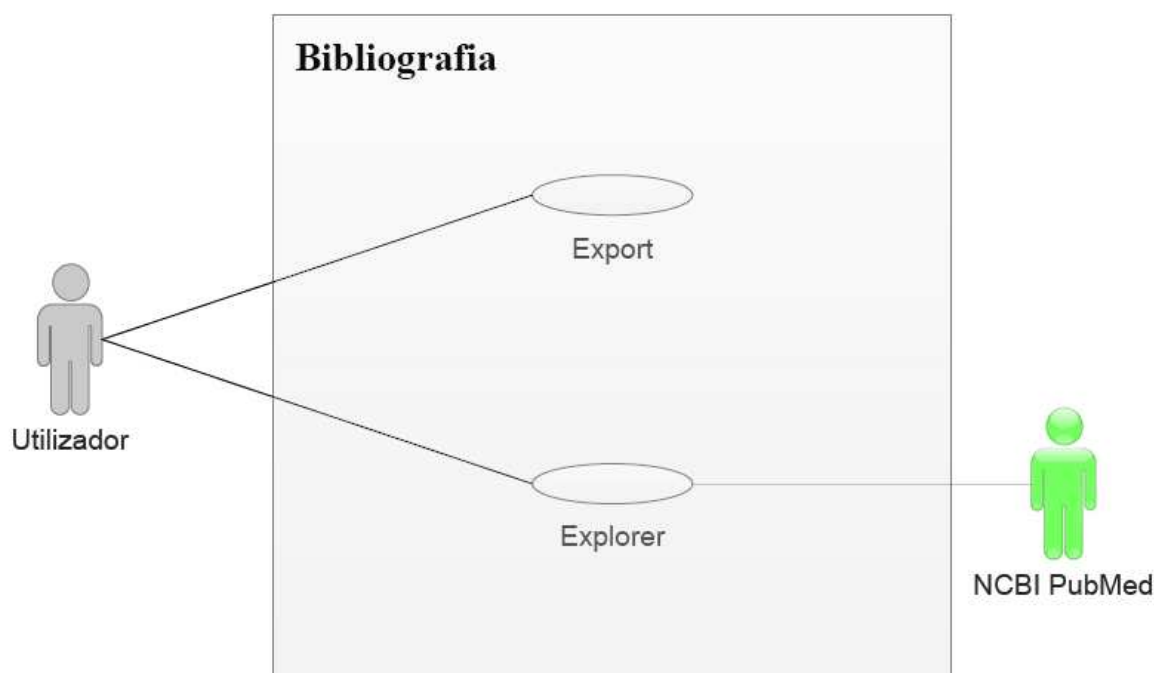 Bibliografia
Export
Utilizador
Explorer
NCBI PubMed